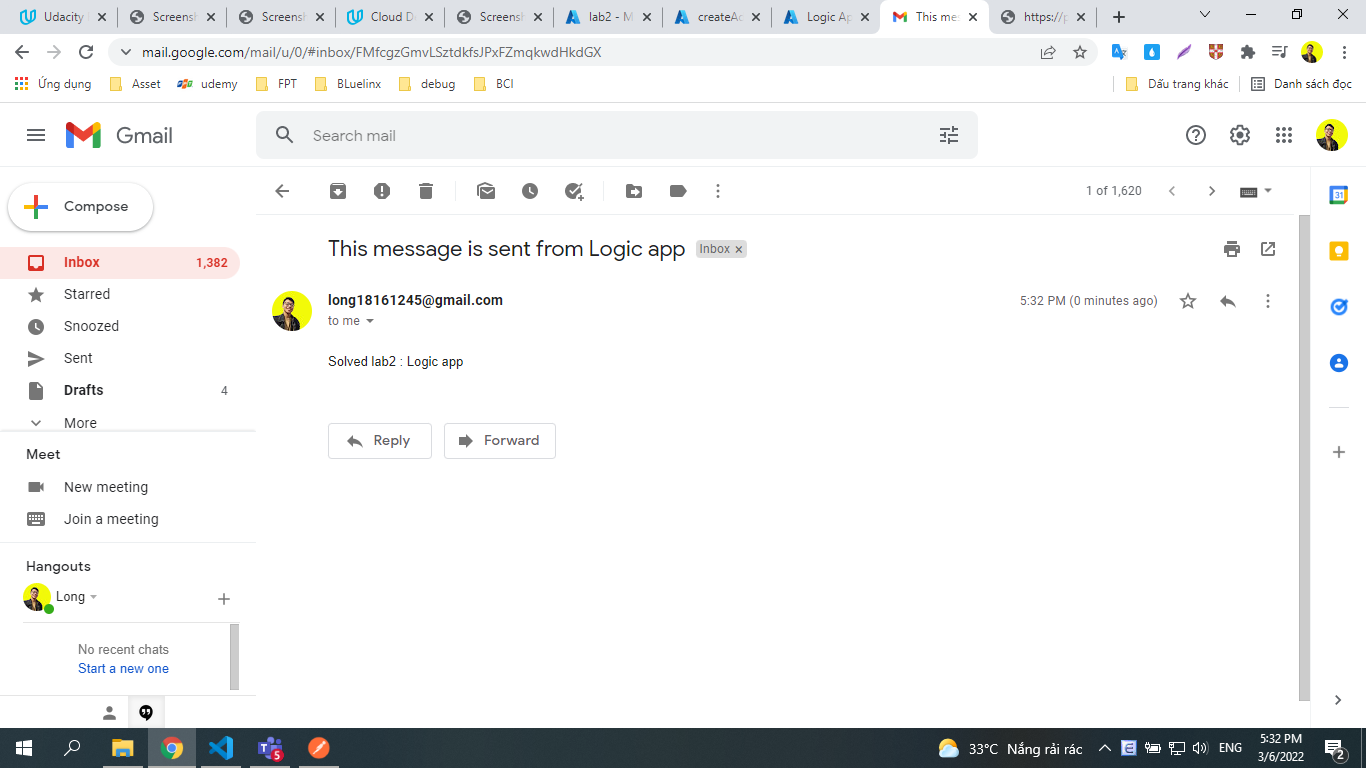 Udacity
Screensh
Screensh
Cloud D
Screensh
lab2 - M
createAc
Logic Ap
This mes
https://p
mail.google.com/mail/u/0/#inbox/FMfcgzGmvLSztdkfsJPxFZmqkwdHkdGX
Ứng dụng
Asset
udemy
FPT
BLuelinx
debug
BCI
Dấu trang khác
Danh sách đọc
Gmail
Search mail
Compose
1 of 1,620
Inbox 1,382
Starred
Snoozed
Sent
Drafts 4
More
Meet
New meeting
Join a meeting
Hangouts
Long
No recent chats
Start a new one
This message is sent from Logic app
Inbox ×
long18161245@gmail.com
5:32 PM (0 minutes ago)
to me
Solved lab2 : Logic app
Reply
Forward
31
5
33°C Nắng rải rác
ENG
5:32 PM
3/6/2022
2